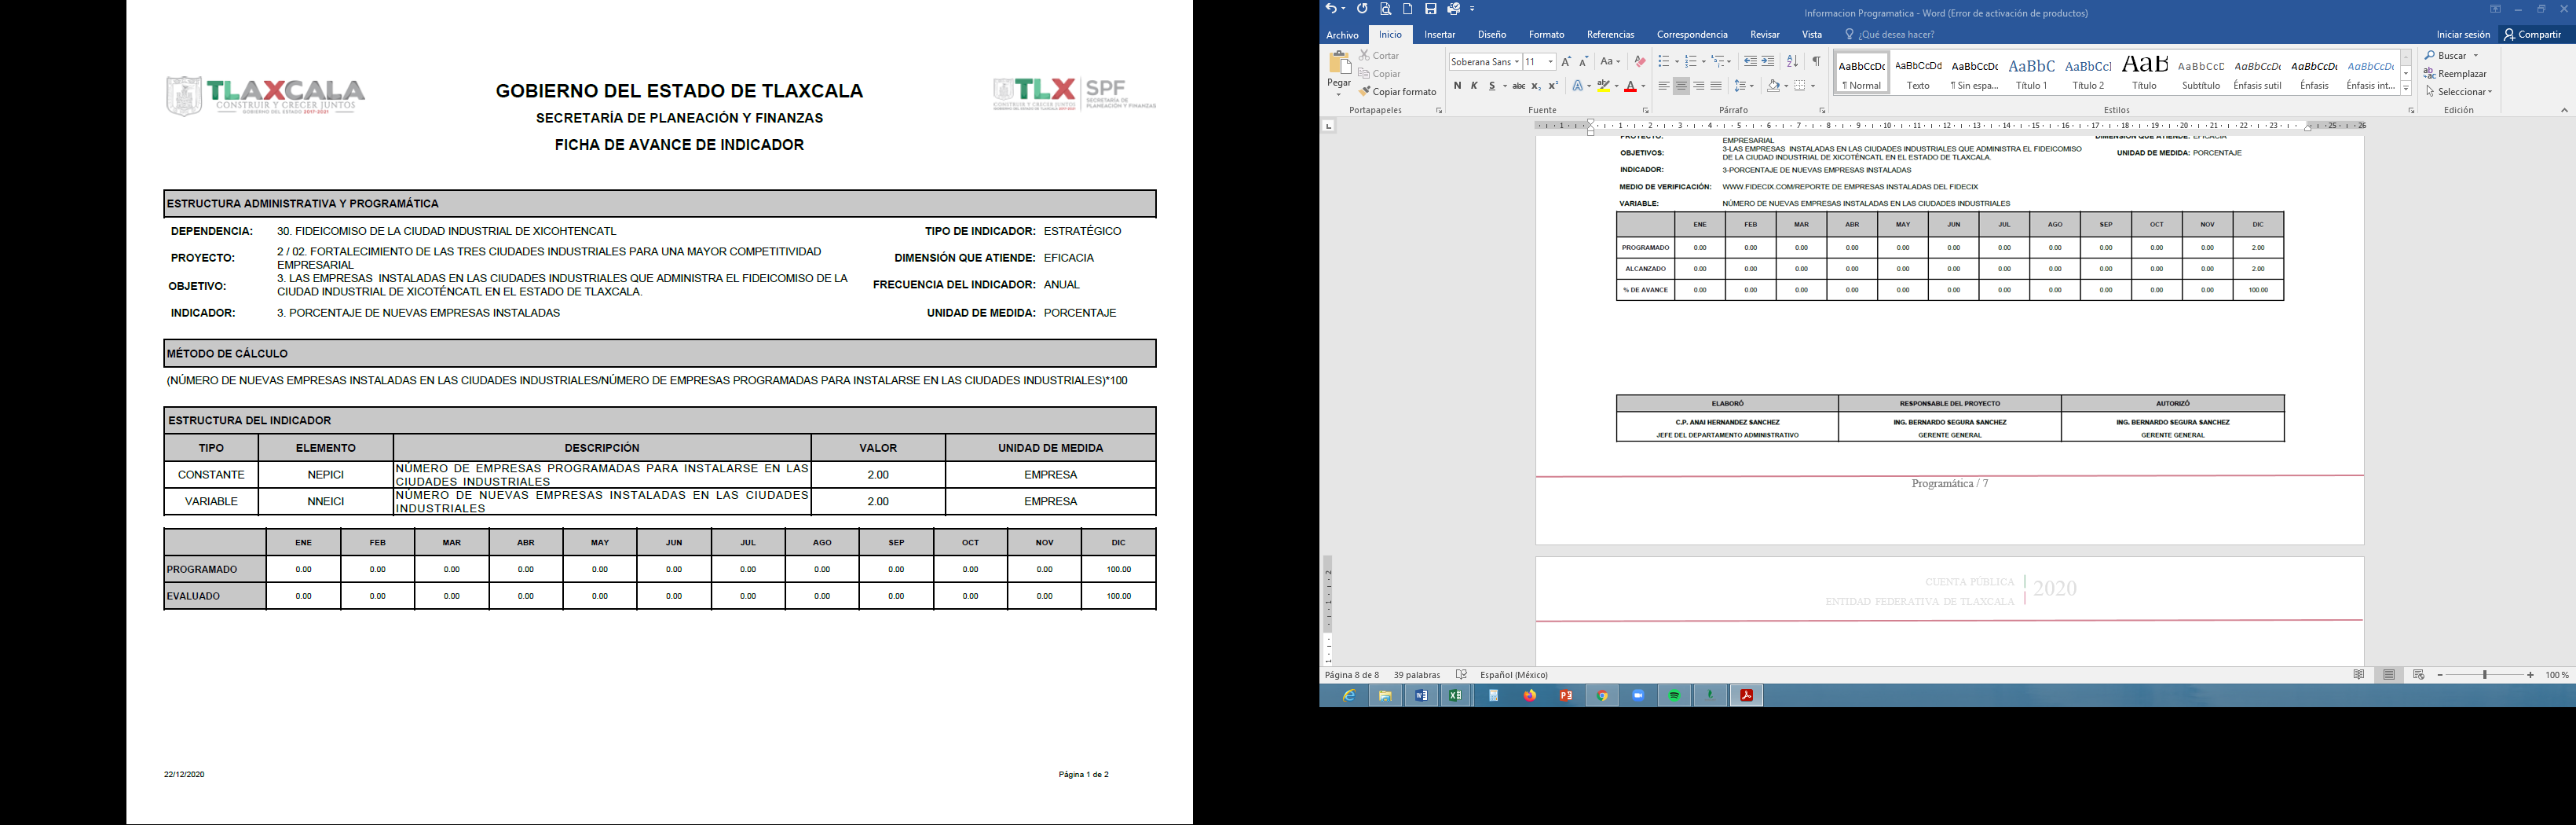 TLAXCALA
CONSTRUIR Y CRECER JUNTOS
GOBIERNO DEL ESTADO 2017-2021
GOBIERNO DEL ESTADO DE TLAXCALA
SECRETARÍA DE PLANEACIÓN Y FINANZAS
FICHA DE AVANCE DE INDICADOR
TLX SPF
CONSTRUIR Y CRECER JUNTOS
SECRETARÍA DE
PLANEACIÓN Y FINANZAS
ESTRUCTURA ADMINISTRATIVA Y PROGRAMÁTICA
DEPENDENCIA: 30. FIDEICOMISO DE LA CIUDAD INDUSTRIAL DE XICOHTENCATL TIPO DE INDICADOR: ESTRATÉGICO
PROYECTO: 2 / 02. FORTALECIMIENTO DE LAS TRES CIUDADES INDUSTRIALES PARA UNA MAYOR COMPETITIVIDAD EMPRESARIAL DIMENSIÓN QUE ATIENDE: EFICACIA
OBJETIVO: 3. LAS EMPRESAS INSTALADAS EN LAS CIUDADES INDUSTRIALES QUE ADMINISTRA EL FIDEICOMISO DE LA CIUDAD INDUSTRIAL DE XICOTÉNCATL EN EL ESTADO DE TLAXCALA. FRECUENCIA DEL INDICADOR: ANUAL
INDICADOR: 3. PORCENTAJE DE NUEVAS EMPRESAS INSTALADAS UNIDAD DE MEDIDA: PORCENTAJE
MÉTODO DE CÁLCULO
(NÚMERO DE NUEVAS EMPRESAS INSTALADAS EN LAS CIUDADES INDUSTRIALES/NÚMERO DE EMPRESAS PROGRAMADAS PARA INSTALARSE EN LAS CIUDADES INDUSTRIALES)*100
ESTRUCTURA DEL INDICADOR
TIPO ELEMENTO DESCRIPCIÓN VALOR UNIDAD DE MEDIDA
CONSTANTE NEPICI NÚMERO DE EMPRESAS PROGRAMADAS PARA INSTALARSE EN LAS CIUDADES INDUSTRIALES 2.00 EMPRESA
VARIABLE NNEICI NÚMERO DE NUEVAS EMPRESAS INSTALADAS EN LAS CIUDADES INDUSTRIALES 2.00 EMPRESA
ENE FEB MAR ABR MAY JUN JUL AGO SEP OCT NOV DIC
PROGRAMADO 0.00 0.00 0.00 0.00 0.00 0.00 0.00 0.00 0.00 0.00 0.00 100.00
EVALUADO 0.00 0.00 0.00 0.00 0.00 0.00 0.00 0.00 0.00 0.00 0.00 100.00
22/12/2020 Página 1 de 2
Informacion Programatica - Word (Error de activación de productos)
Archivo Inicio Insertar Diseño Formato Referencias Correspondencia Revisar Vista ¿Qué desea hacer? Iniciar sesión Compartir
Pegar Cortar
Copiar
Copiar formato
Portapapeles
Soberana Sans 11
N K S abc
Fuente
Párrafo
AaBbCcDc AaBbCcDd AaBbCcDc AaBbC AaBbCcl AaB AaBbCcD AaBbCcDc AaBbCcDc AaBbCcDc
Normal Texto Sin espa... Título 1 Título 2 Título Subtítulo Énfasis sutil Énfasis Énfasis int...
Estilos
Buscar
Reemplazar
Seleccionar
Edición
PROYECTO: EMPRESARIAL DIMENSIÓN QUE ATIENDE: EFICACIA
OBJETIVOS: 3-LAS EMPRESAS INSTALADAS EN LAS CIUDADES INDUSTRIALES QUE ADMINISTRA EL FIDEICOMISO DE LA CIUDAD INDUSTRIAL DE XICOTÉNCATL EN EL ESTADO DE TLAXCALA. UNIDAD DE MEDIDA: PORCENTAJE
INDICADOR: 3-PORCENTAJE DE NUEVAS EMPRESAS INSTALADAS
MEDIO DE VERIFICACIÓN: WWW.FIDECIX.COM/REPORTE DE EMPRESAS INSTALADAS DEL FIDECIX
VARIABLE: NÚMERO DE NUEVAS EMPRESAS INSTALADAS EN LAS CIUDADES INDUSTRIALES
ENE FEB MAR ABR MAY JUN JUL AGO SEP OCT NOV DIC
PROGRAMADO 0.00 0.00 0.00 0.00 0.00 0.00 0.00 0.00 0.00 0.00 0.00 2.00
ALCANZADO 0.00 0.00 0.00 0.00 0.00 0.00 0.00 0.00 0.00 0.00 0.00 2.00
% DE AVANCE 0.00 0.00 0.00 0.00 0.00 0.00 0.00 0.00 0.00 0.00 0.00 100.00
ELABORÓ RESPONSABLE DEL PROYECTO AUTORIZÓ
C.P. ANAI HERNANDEZ SANCHEZ ING. BERNARDO SEGURA SANCHEZ ING. BERNARDO SEGURA SANCHEZ
JEFE DEL DEPARTAMENTO ADMINISTRATIVO GERENTE GENERAL GERENTE GENERAL
Programática / 7
CUENTA PÚBLICA 2020
ENTIDAD FEDERATIVA DE TLAXCALA
Página 8 de 8 39 palabras Español (México) 100 %